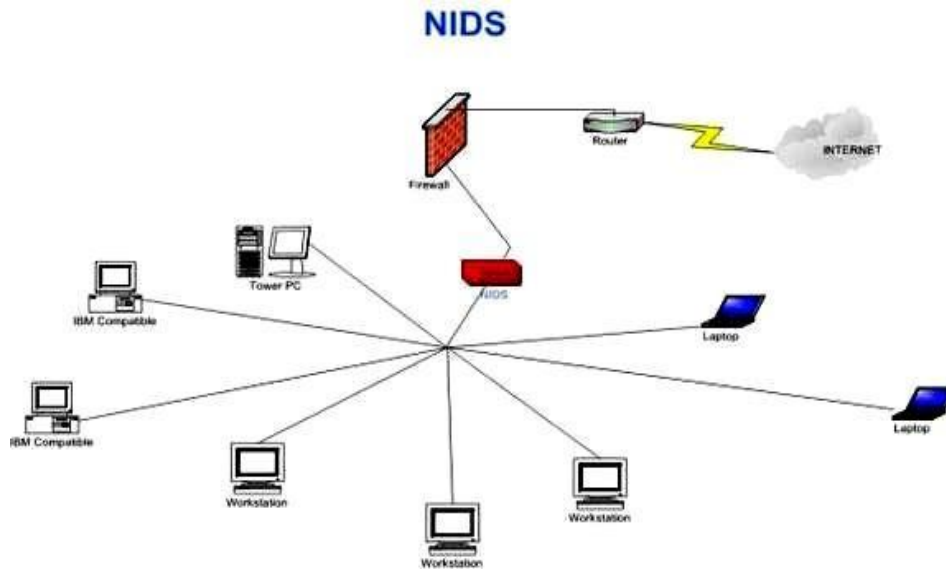 NIDS
Router
INTERNET
Firewall
Tower PC
NIDS
IBM Compatible
Laptop
IBM Compatible
Laptop
Workstation
Workstation
Workstation